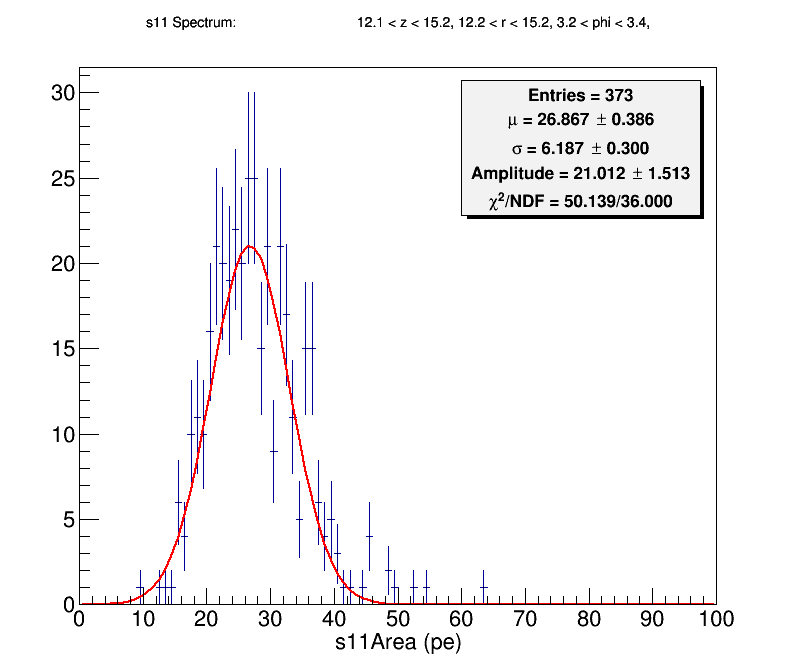 s11 Spectrum: 12.1 < z < 15.2, 12.2 < r < 15.2, 3.2 < phi < 3.4,
Entries = 373
μ = 26.867 ± 0.386
σ = 6.187 ± 0.300
Amplitude = 21.012 ± 1.513
χ²/NDF = 50.139/36.000
30
25
20
15
10
5
0
0 10 20 30 40 50 60 70 80 90 100
s11Area (pe)